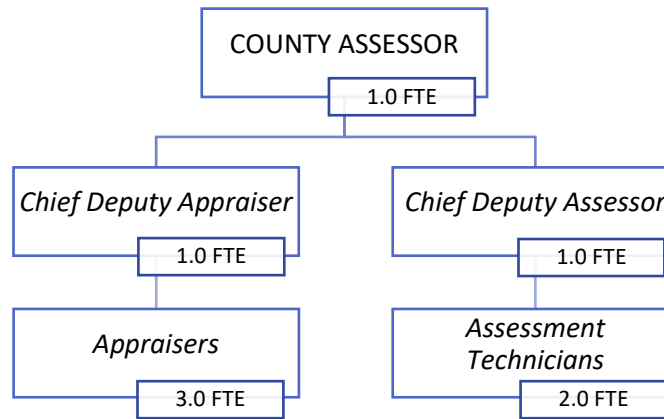 COUNTY ASSESSOR
1.0 FTE
Chief Deputy Appraiser
1.0 FTE
Chief Deputy Assessor
1.0 FTE
Appraisers
3.0 FTE
Assessment
Technicians
2.0 FTE